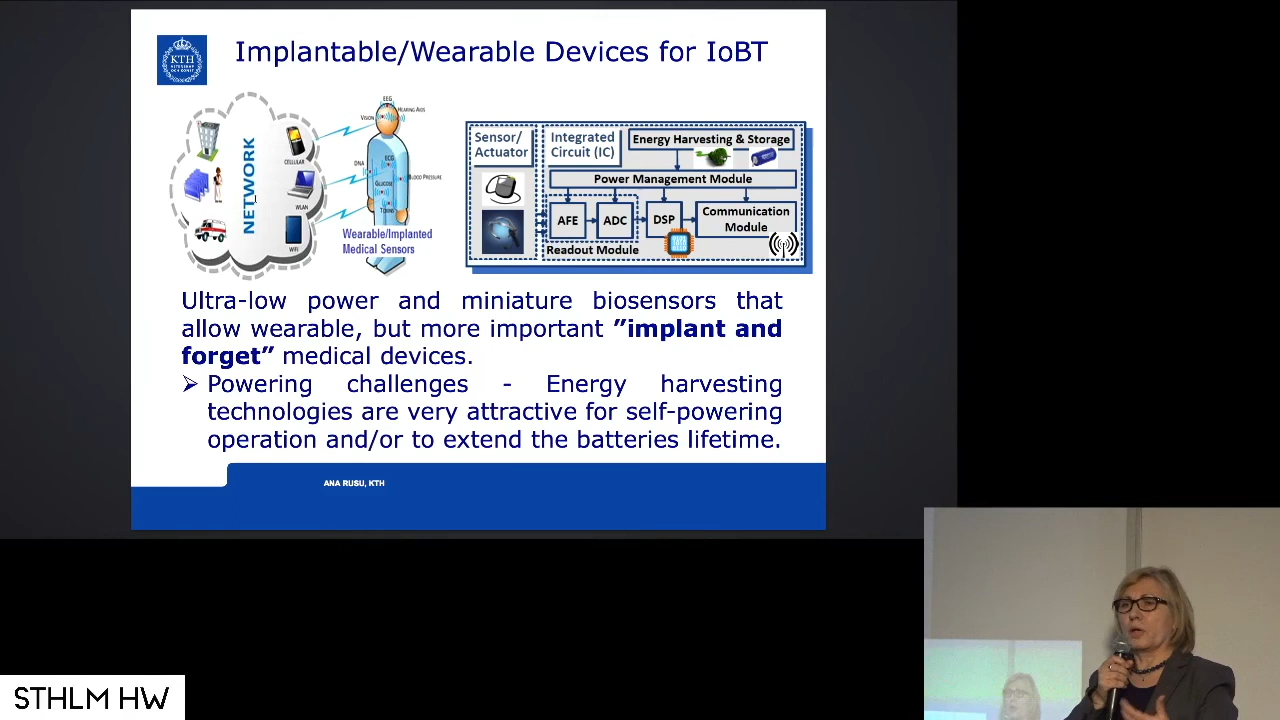 Implantable/Wearable Devices for IoBT
KTH
VETENSKAP
OCH KONST
NETWORK
CELLULAR
WLAN
WiFi
EEG
VISION
HEARING AIDS
DNA
ECG
BLOOD PRESSURE
GLUCOSE
Wearable/Implanted
Medical Sensors
Sensor/
Actuator
Integrated
Circuit (IC)
Energy Harvesting & Storage
Power Management Module
AFE
ADC
DSP
Communication
Module
Readout Module
Ultra-low power and miniature biosensors that
allow wearable, but more important ”implant and
forget” medical devices.
➢ Powering challenges - Energy harvesting
technologies are very attractive for self-powering
operation and/or to extend the batteries lifetime.
ANA RUSU, KTH
STHLM HW